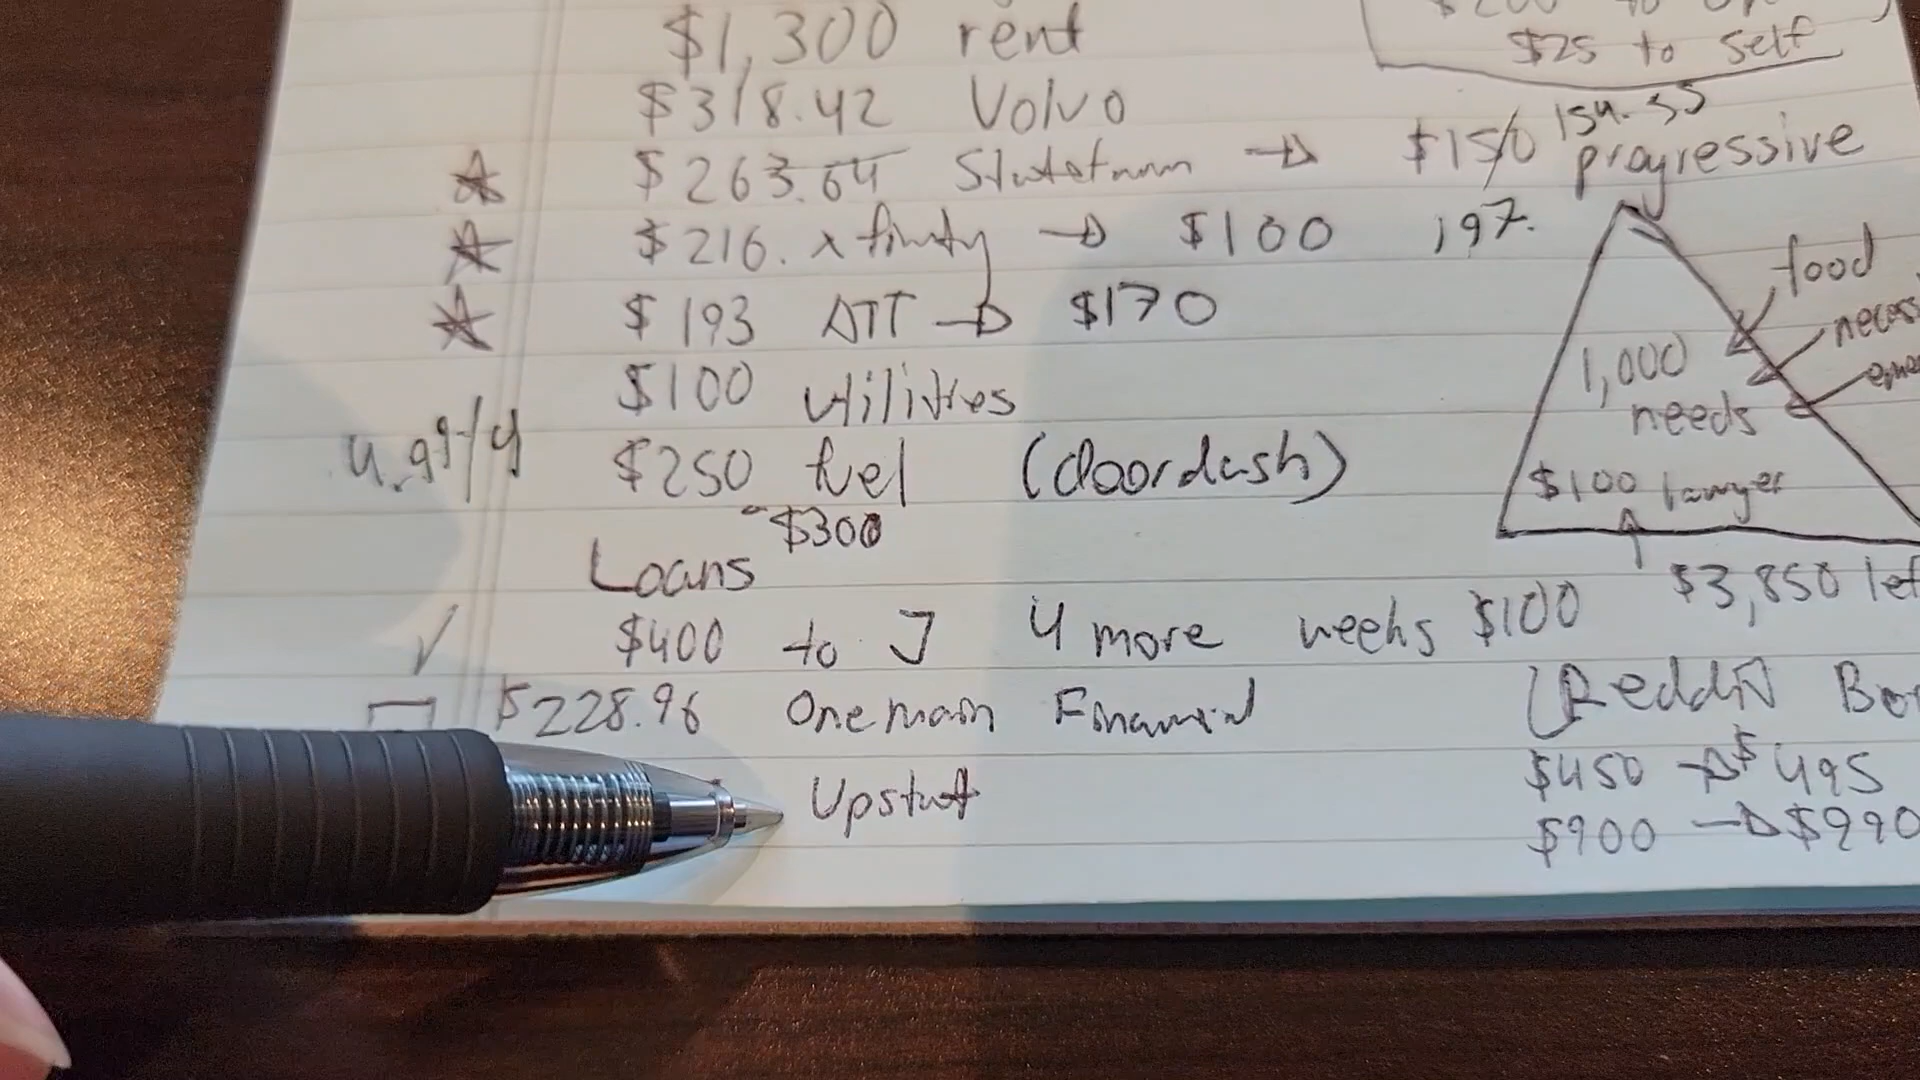 $25 to self
$1,300 rent
$318.42 Volvo
154.55
$263.64 Statefarm → $150 progressive
$216. xfinity → $100 197.
$193 ATT → $170
food
1,000
needs
$100 utilities
4.99/g
$250 fuel (doordash)
-$300
$100 lawyer
Loans
$3,850 lef
✓ $400 to J 4 more weeks $100
$228.96 Onemain Financial
(Reddit
Upstart
$450 → $495
$900 → $990